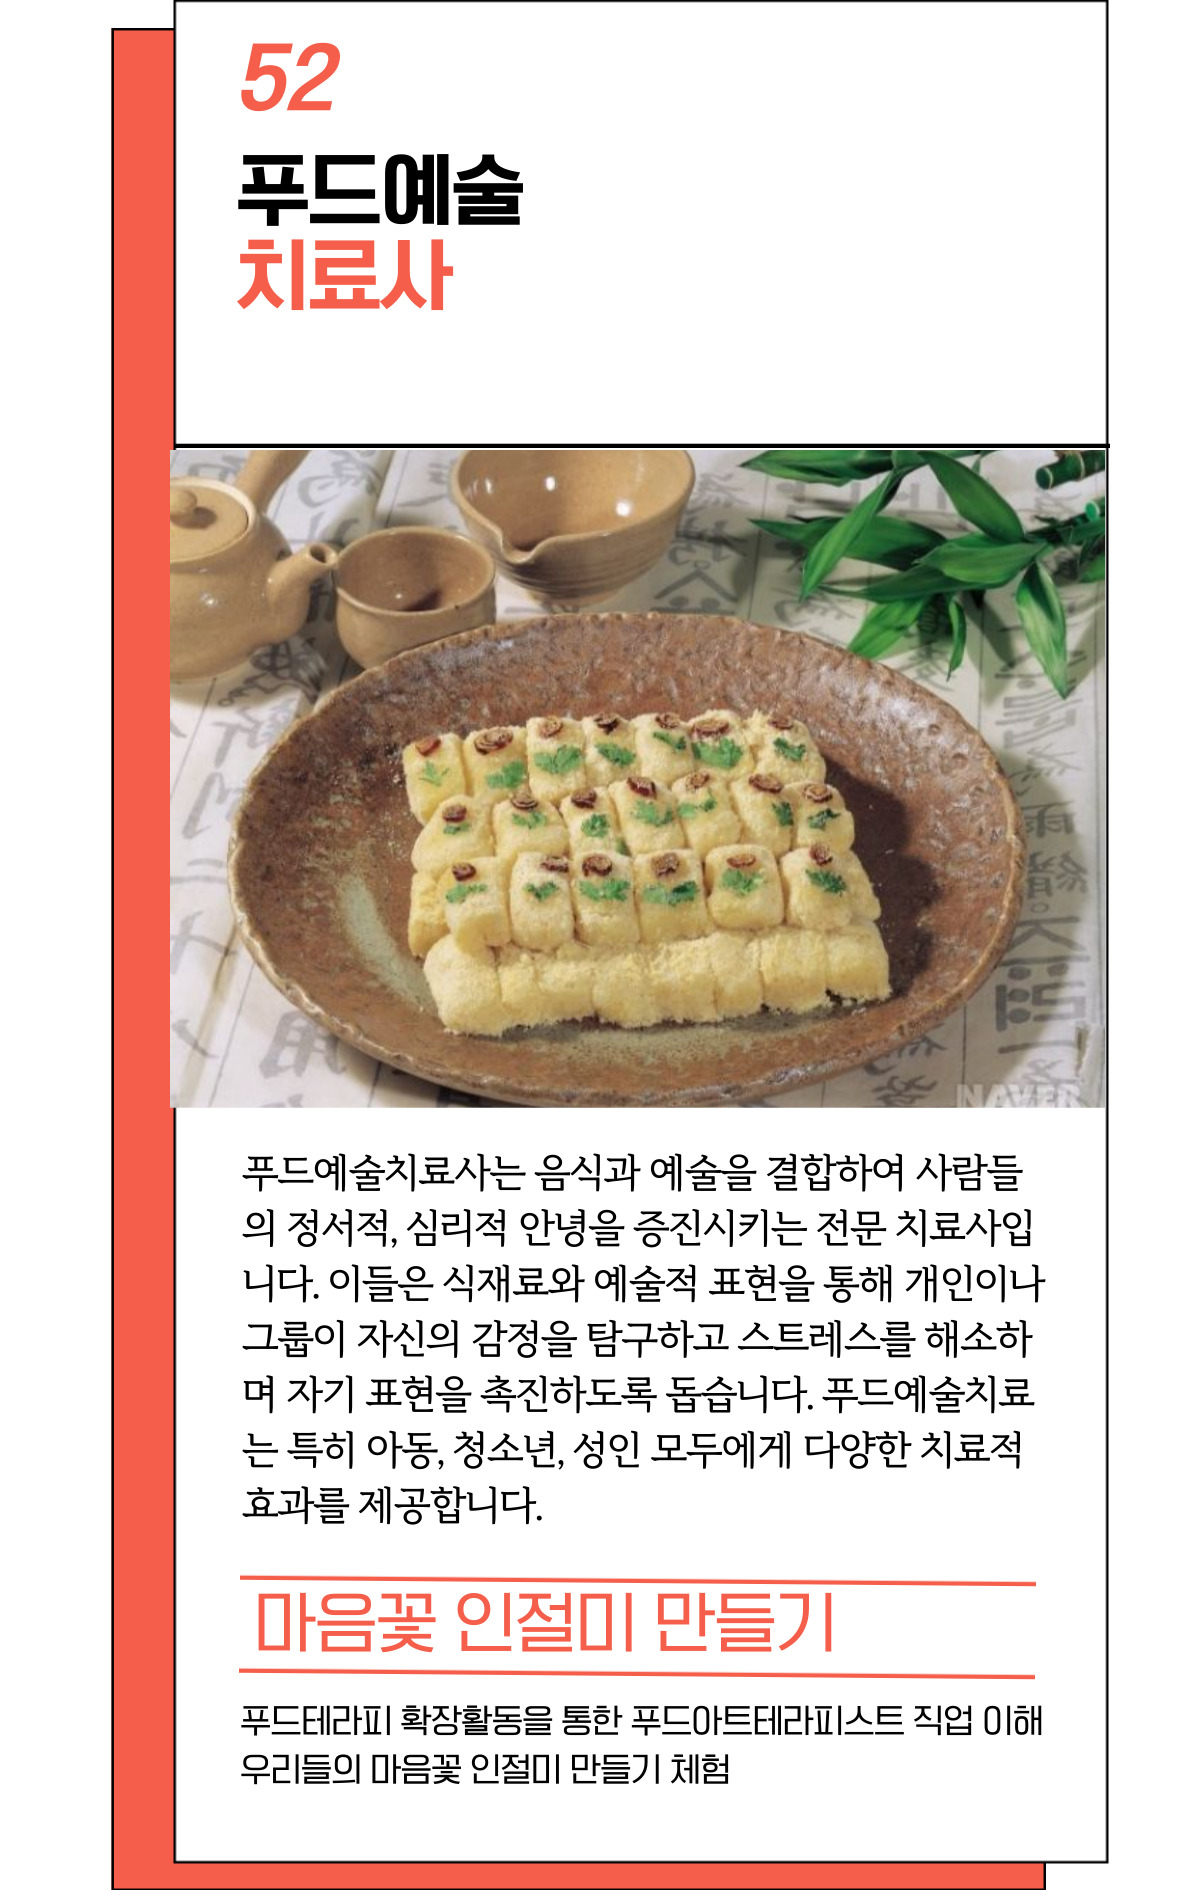 52
푸드예술
치료사
NAVER
푸드예술치료사는 음식과 예술을 결합하여 사람들
의 정서적, 심리적 안녕을 증진시키는 전문 치료사입
니다. 이들은 식재료와 예술적 표현을 통해 개인이나
그룹이 자신의 감정을 탐구하고 스트레스를 해소하
며 자기 표현을 촉진하도록 돕습니다. 푸드예술치료
는 특히 아동, 청소년, 성인 모두에게 다양한 치료적
효과를 제공합니다.
마음꽃 인절미 만들기
푸드테라피 확장활동을 통한 푸드아트테라피스트 직업 이해
우리들의 마음꽃 인절미 만들기 체험